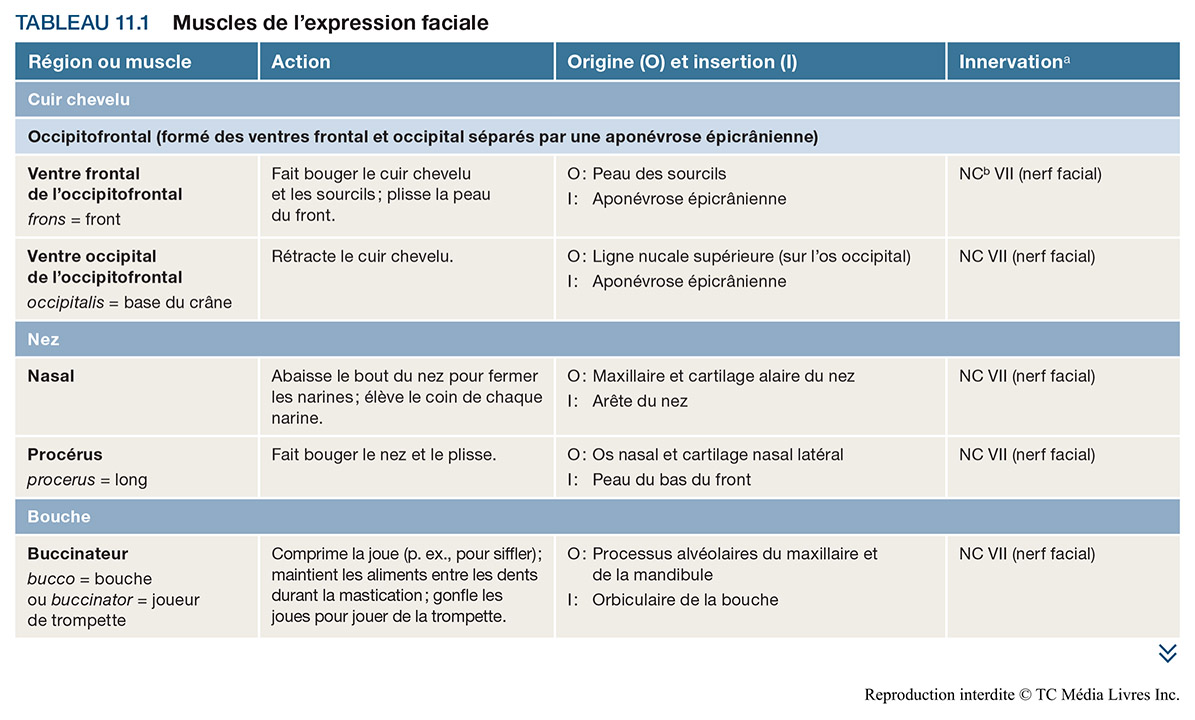 TABLEAU 11.1 Muscles de l’expression faciale
Région ou muscle
Action
Origine (O) et insertion (I)
Innervationᵃ
Cuir chevelu
Occipitofrontal (formé des ventres frontal et occipital séparés par une aponévrose épicrânienne)
Ventre frontal
de l’occipitofrontal
frons = front
Fait bouger le cuir chevelu
et les sourcils ; plisse la peau
du front.
O : Peau des sourcils
I : Aponévrose épicrânienne
NCᵇ VII (nerf facial)
Ventre occipital
de l’occipitofrontal
occipitalis = base du crâne
Rétracte le cuir chevelu.
O : Ligne nucale supérieure (sur l’os occipital)
I : Aponévrose épicrânienne
NC VII (nerf facial)
Nez
Nasal
Abaisse le bout du nez pour fermer
les narines ; élève le coin de chaque
narine.
O : Maxillaire et cartilage alaire du nez
I : Arête du nez
NC VII (nerf facial)
Procérus
procerus = long
Fait bouger le nez et le plisse.
O : Os nasal et cartilage nasal latéral
I : Peau du bas du front
NC VII (nerf facial)
Bouche
Buccinateur
bucco = bouche
ou buccinator = joueur
de trompette
Comprime la joue (p. ex., pour siffler) ;
maintient les aliments entre les dents
durant la mastication ; gonfle les
joues pour jouer de la trompette.
O : Processus alvéolaires du maxillaire et
de la mandibule
I : Orbiculaire de la bouche
NC VII (nerf facial)
Reproduction interdite © TC Média Livres Inc.